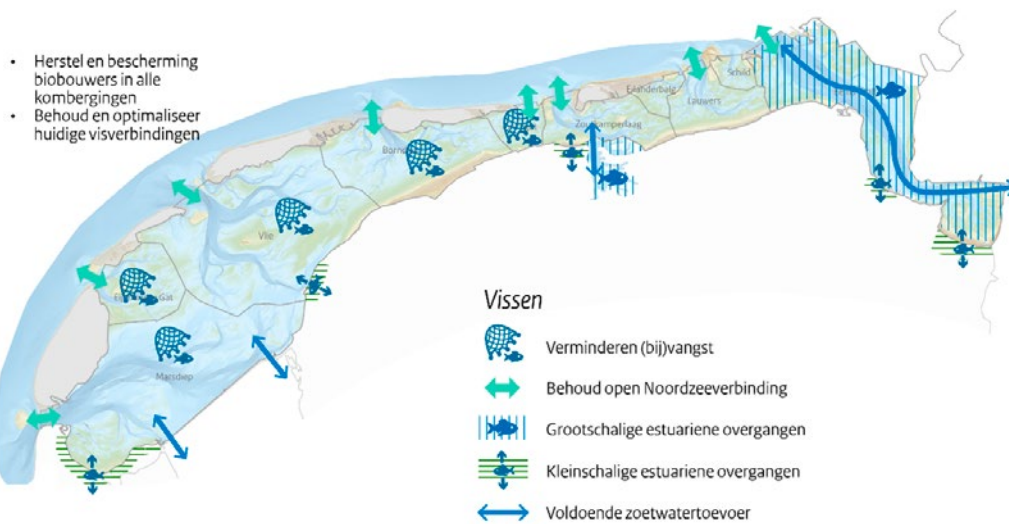 • Herstel en bescherming
biobouwers in alle
kombergingen
• Behoud en optimaliseer
huidige visverbindingen
Schild
Eilanderbalg
Lauwers
Zoutkamperlaag
Vlie
Marsdiep
Vissen
Verminderen (bij)vangst
Behoud open Noordzeeverbinding
Grootschalige estuariene overgangen
Kleinschalige estuariene overgangen
Voldoende zoetwatertoevoer